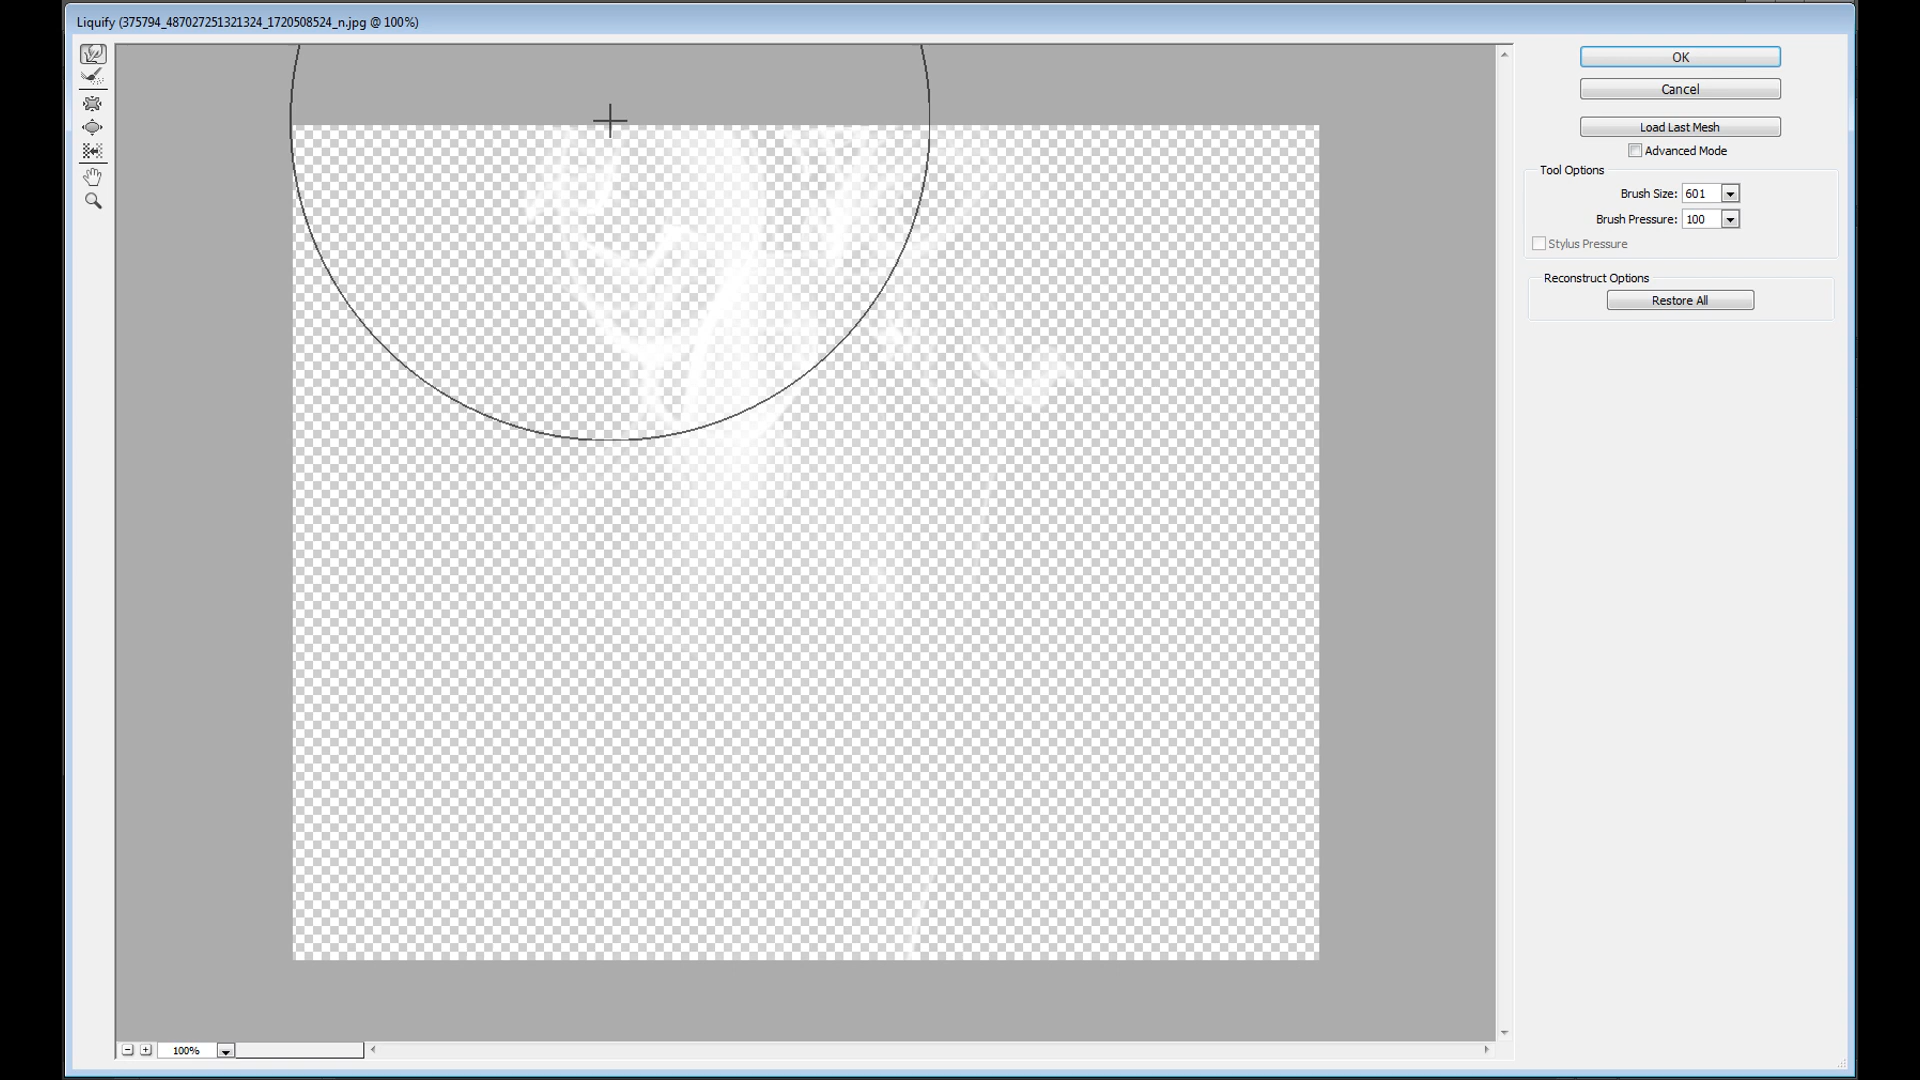 Liquify (375794_487027251321324_1720508524_n.jpg @ 100%)
OK
Cancel
Load Last Mesh
Advanced Mode
Tool Options
Brush Size: 601
Brush Pressure: 100
Stylus Pressure
Reconstruct Options
Restore All
100%